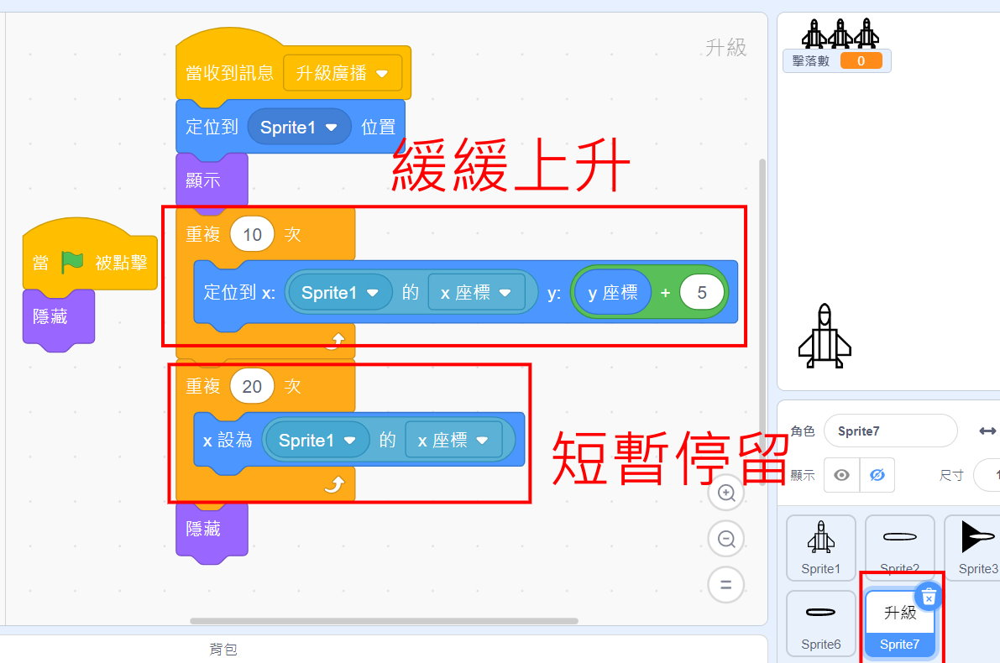 升級
當收到訊息 升級廣播
定位到 Sprite1 位置
顯示
緩緩上升
重複 10 次
定位到 x: Sprite1 的 x 座標 y: y 座標 + 5
當 被點擊
隱藏
重複 20 次
x 設為 Sprite1 的 x 座標
短暫停留
隱藏
背包
擊落數 0
角色 Sprite7
顯示 尺寸 1
Sprite1 Sprite2 Sprite3
升級
Sprite6 Sprite7